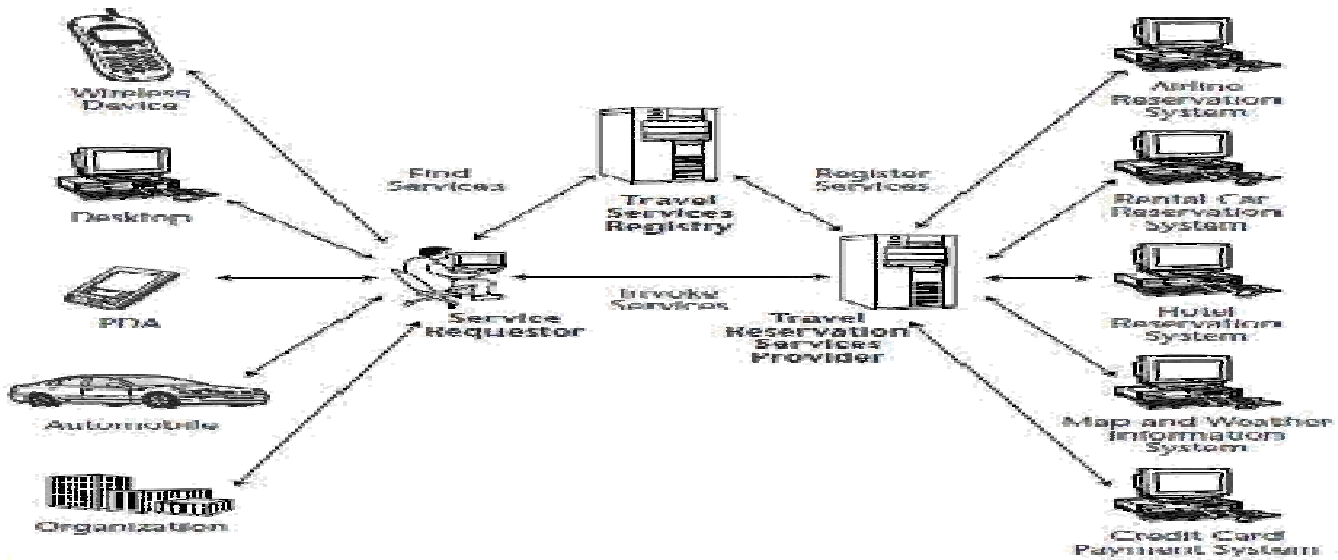 Wireless
Device
Desktop
PDA
Automobile
Organization
Find
Services
Travel
Services
Registry
Register
Services
Service
Requestor
Invoke
Services
Travel
Reservation
Services
Provider
Airline
Reservation
System
Rental Car
Reservation
System
Hotel
Reservation
System
Map and Weather
Information
System
Credit Card
Payment System